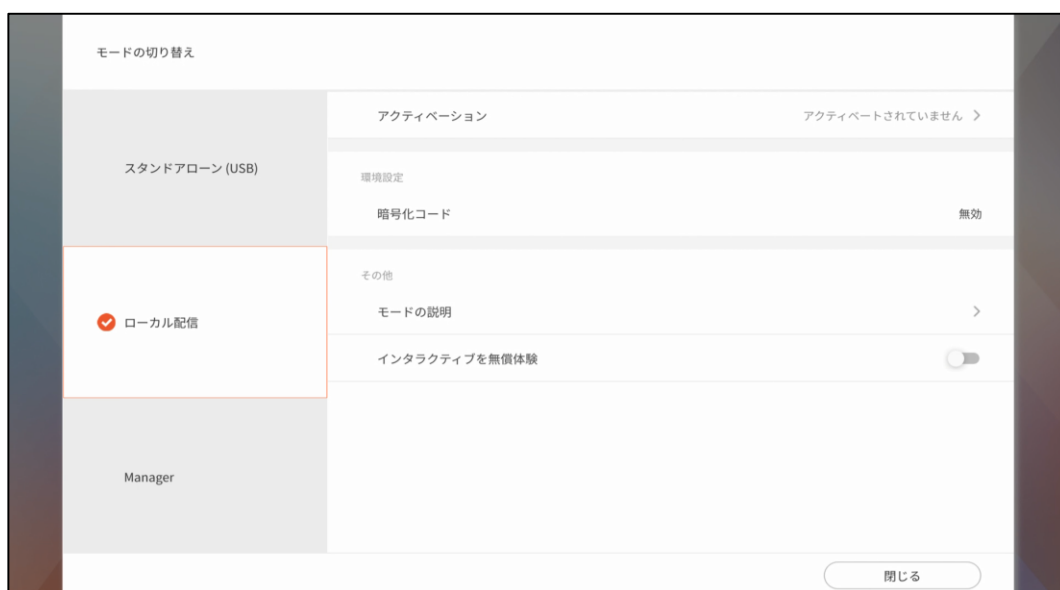 モードの切り替え
スタンドアローン (USB)
ローカル配信
Manager
アクティベーション
アクティベートされていません
環境設定
暗号化コード
無効
その他
モードの説明
インタラクティブを無償体験
閉じる